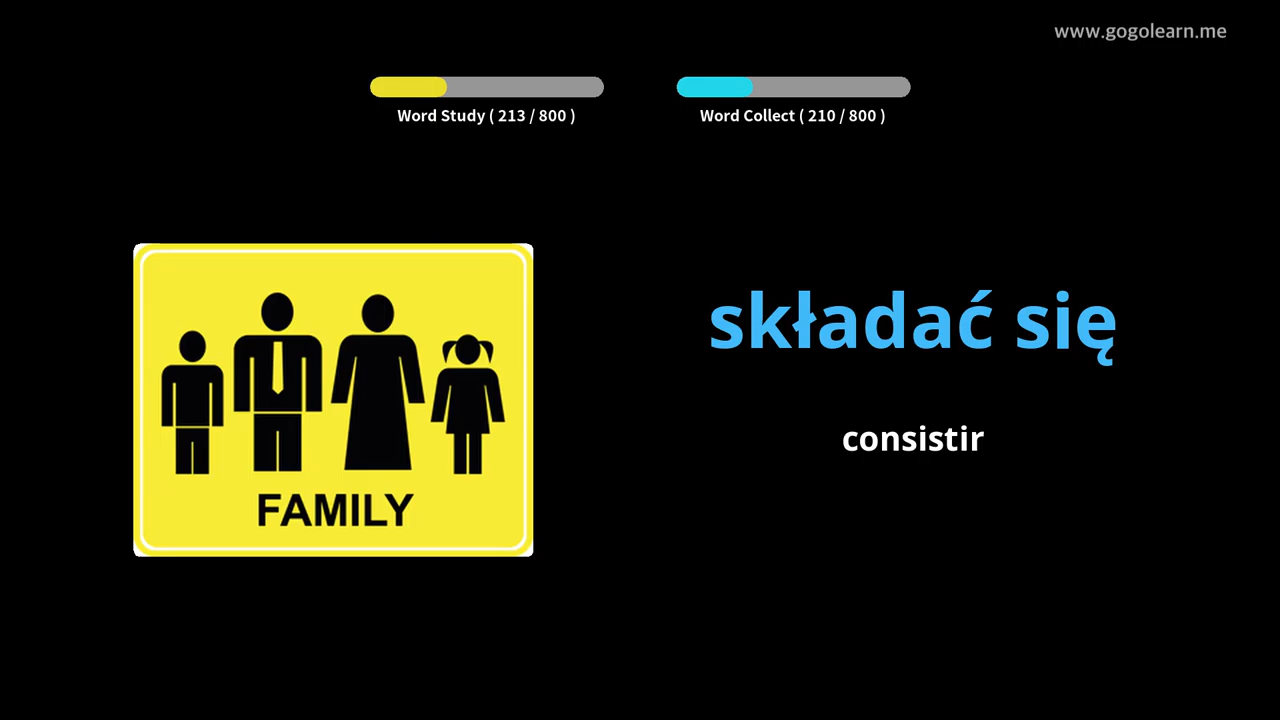 www.gogolearn.me
Word Study ( 213 / 800 )
Word Collect ( 210 / 800 )
składać się
consistir
FAMILY